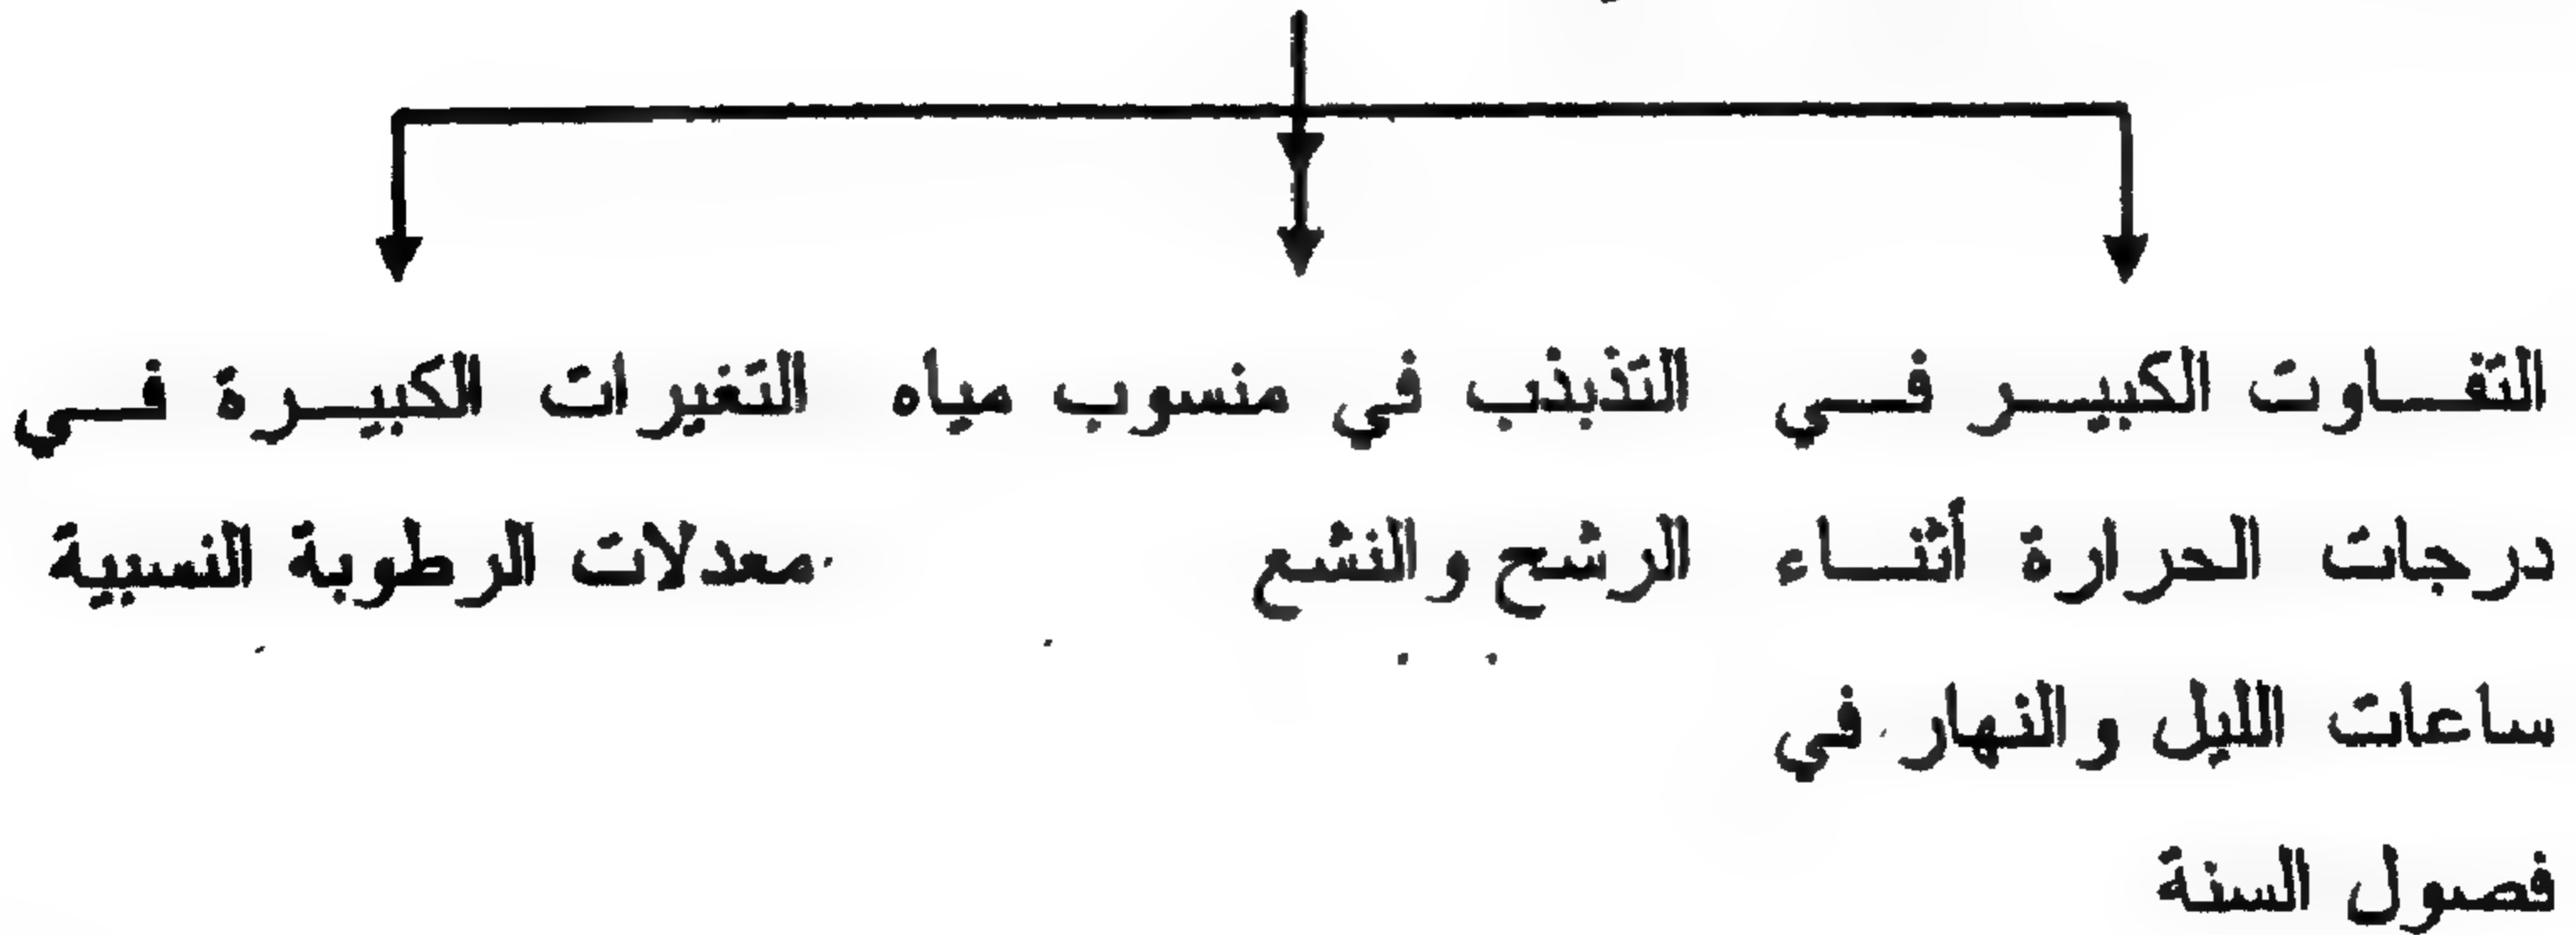 التفاوت الكبير في
درجات الحرارة أثناء
ساعات الليل والنهار في
فصول السنة
التذبذب في منسوب مياه
الرشح والنشع
التغيرات الكبيرة في
معدلات الرطوبة النسبية